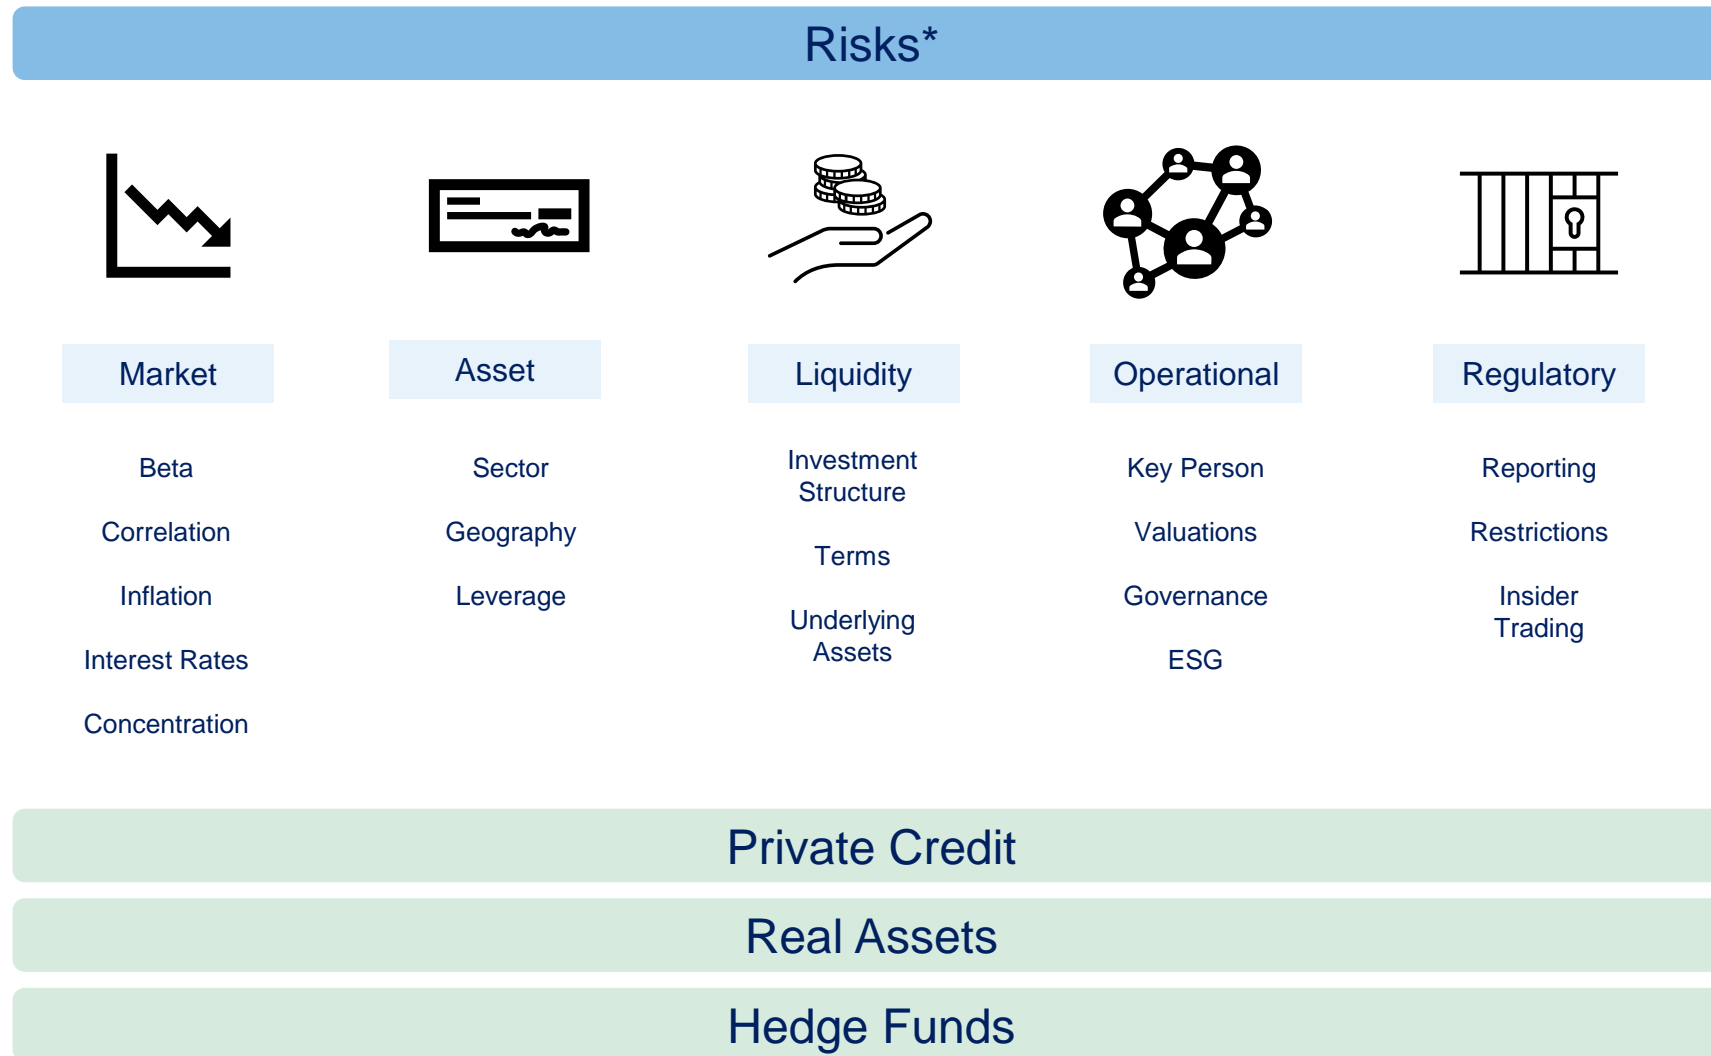 Risks*
Market
Asset
Liquidity
Operational
Regulatory
Beta
Correlation
Inflation
Interest Rates
Concentration
Sector
Geography
Leverage
Investment
Structure
Terms
Underlying
Assets
Key Person
Valuations
Governance
ESG
Reporting
Restrictions
Insider
Trading
Private Credit
Real Assets
Hedge Funds